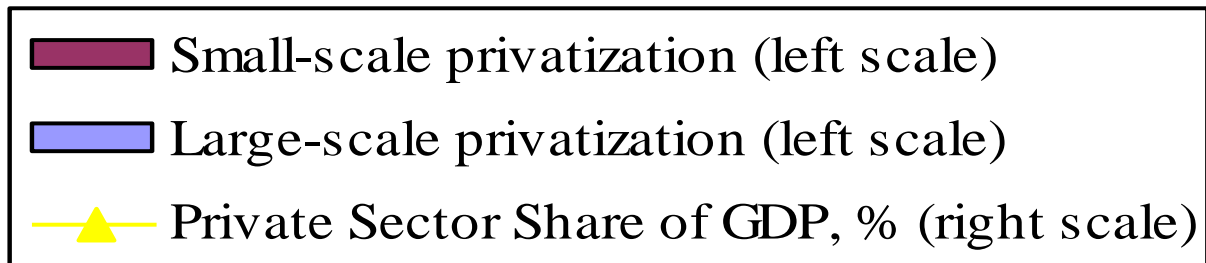 Small-scale privatization (left scale)
Large-scale privatization (left scale)
Private Sector Share of GDP, % (right scale)